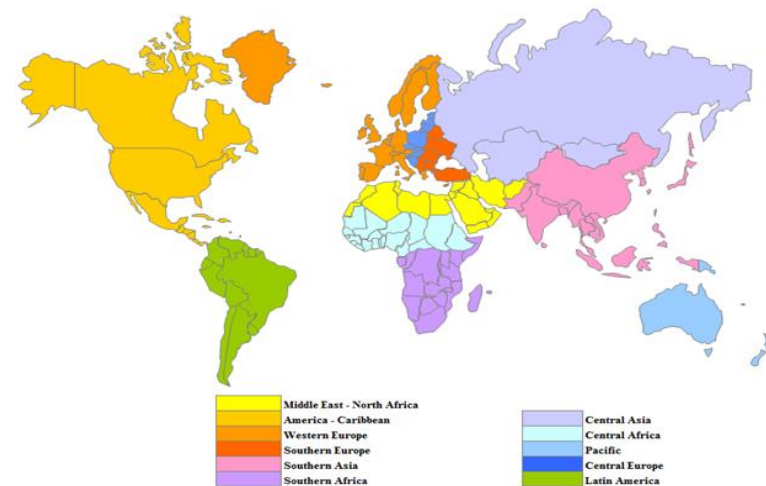 Middle East - North Africa
America - Caribbean
Western Europe
Southern Europe
Southern Asia
Southern Africa
Central Asia
Central Africa
Pacific
Central Europe
Latin America